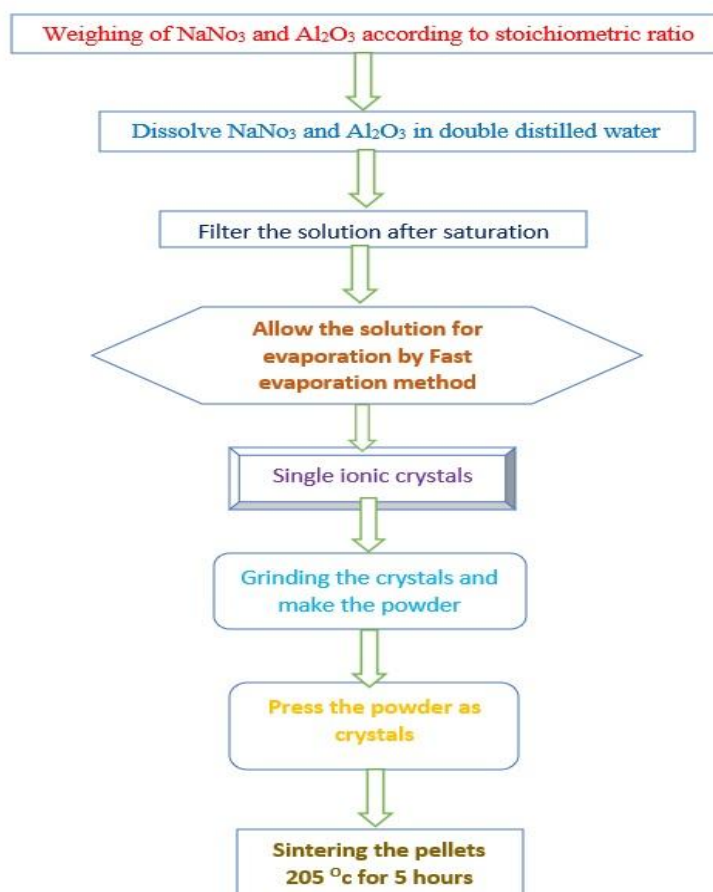 Weighing of NaNo₃ and Al₂O₃ according to stoichiometric ratio
Dissolve NaNo₃ and Al₂O₃ in double distilled water
Filter the solution after saturation
Allow the solution for
evaporation by Fast
evaporation method
Single ionic crystals
Grinding the crystals and
make the powder
Press the powder as
crystals
Sintering the pellets
205 ᴼc for 5 hours